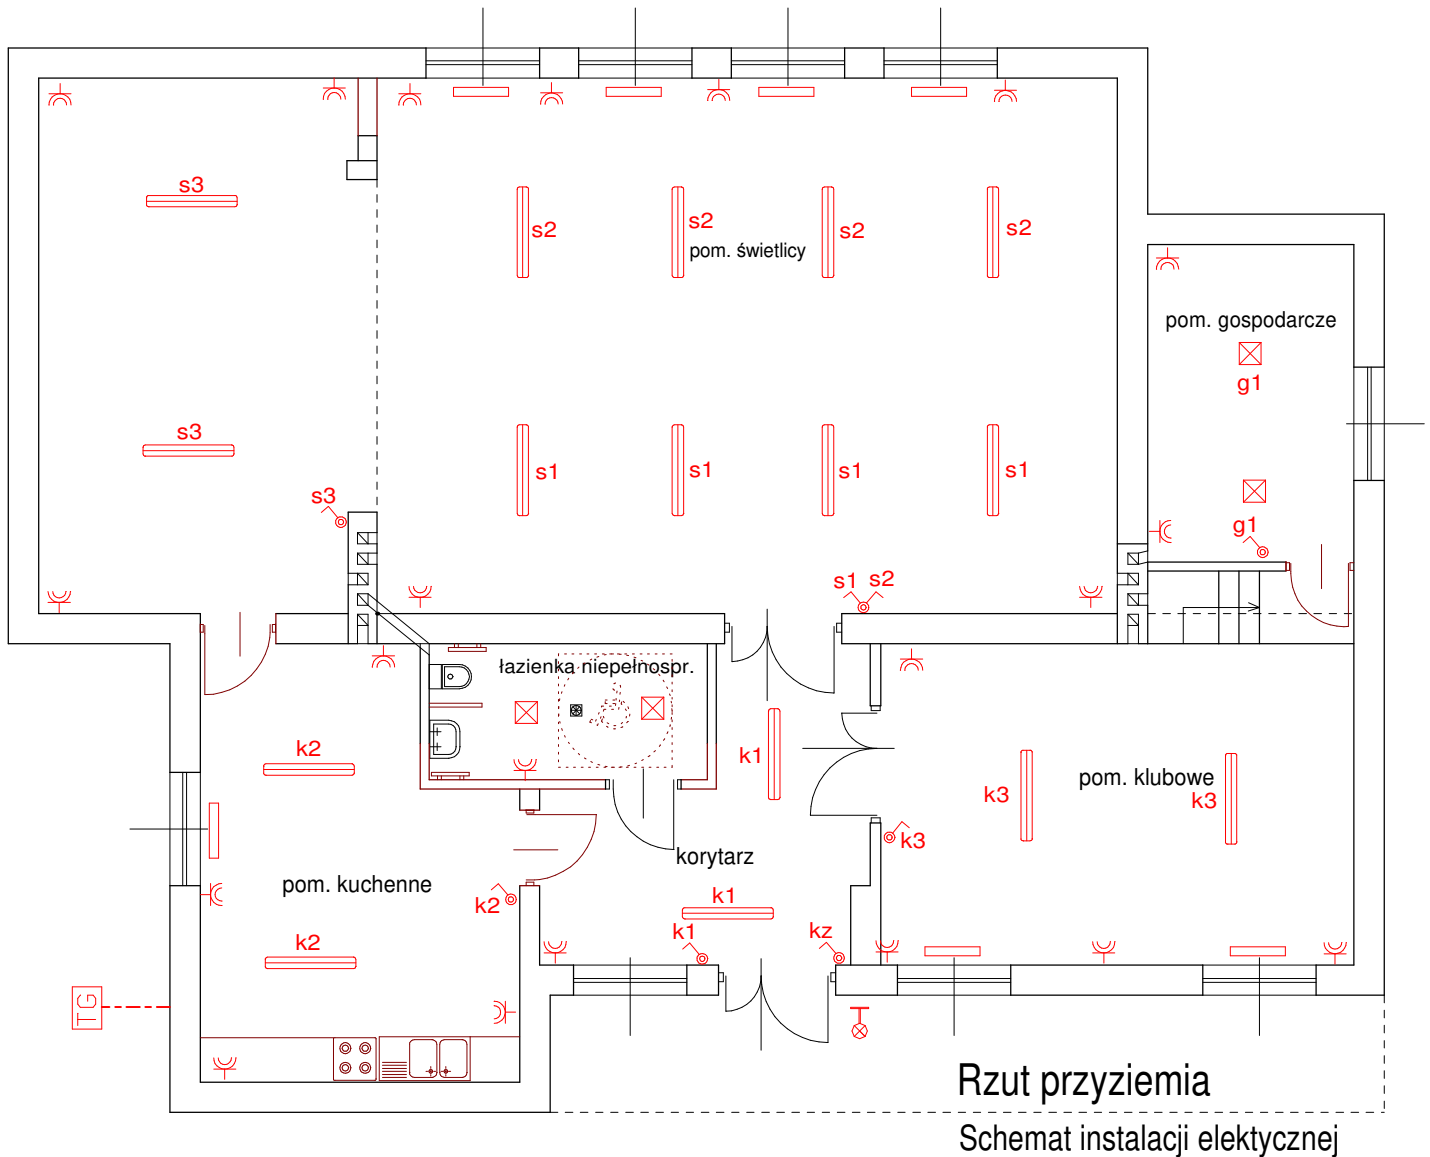 s3
s2
s2
s2
s2
pom. świetlicy
pom. gospodarcze
g1
s3
s1
s1
s1
s1
s3
g1
s1 s2
łazienka niepełnospr.
k2
k1
pom. klubowe
k3
k3
k3
korytarz
pom. kuchenne
k2
k1
k1
kz
k2
TG
Rzut przyziemia
Schemat instalacji elektycznej